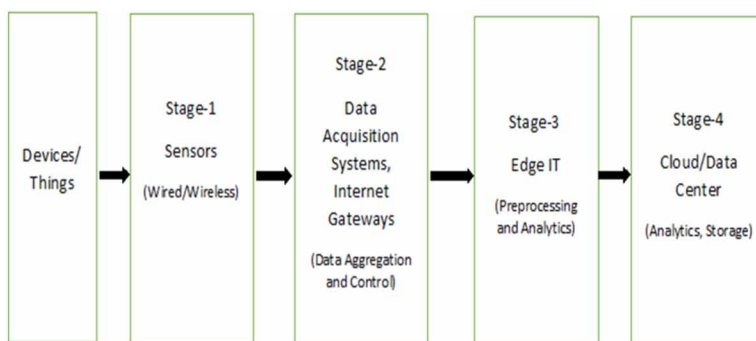 Devices/
Things
Stage-1
Sensors
(Wired/Wireless)
Stage-2
Data
Acquisition
Systems,
Internet
Gateways
(Data Aggregation
and Control)
Stage-3
Edge IT
(Preprocessing
and Analytics)
Stage-4
Cloud/Data
Center
(Analytics, Storage)